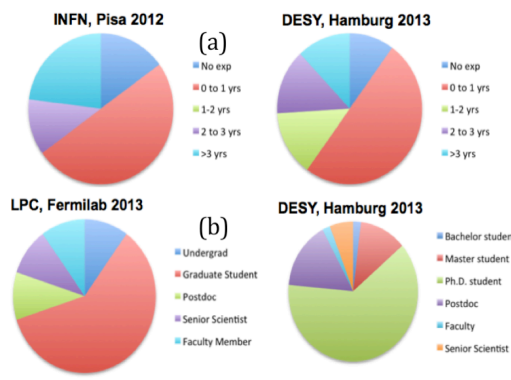 INFN, Pisa 2012
(a)
No exp
0 to 1 yrs
1-2 yrs
2 to 3 yrs
>3 yrs
DESY, Hamburg 2013
No exp
0 to 1 yrs
1-2 yrs
2 to 3 yrs
>3 yrs
LPC, Fermilab 2013
(b)
Undergrad
Graduate Student
Postdoc
Senior Scientist
Faculty Member
DESY, Hamburg 2013
Bachelor studen
Master student
Ph.D. student
Postdoc
Faculty
Senior Scientist